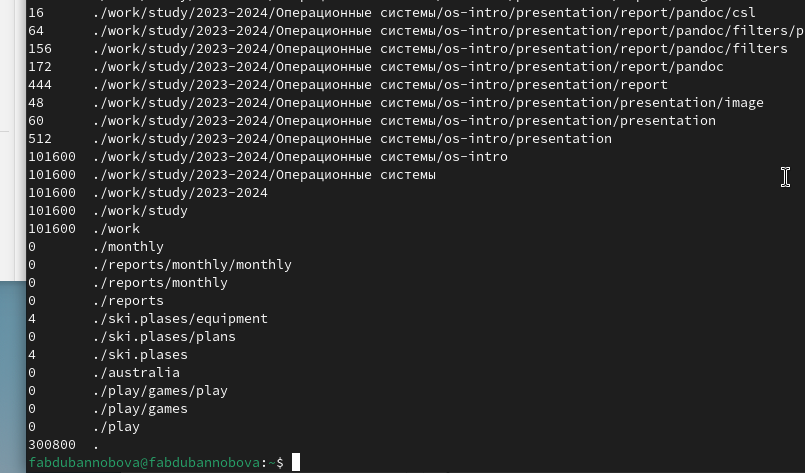 16 ./work/study/2023-2024/Операционные системы/os-intro/presentation/report/pandoc/csl
64 ./work/study/2023-2024/Операционные системы/os-intro/presentation/report/pandoc/filters/p
156 ./work/study/2023-2024/Операционные системы/os-intro/presentation/report/pandoc/filters
172 ./work/study/2023-2024/Операционные системы/os-intro/presentation/report/pandoc
444 ./work/study/2023-2024/Операционные системы/os-intro/presentation/report
48 ./work/study/2023-2024/Операционные системы/os-intro/presentation/presentation/image
60 ./work/study/2023-2024/Операционные системы/os-intro/presentation/presentation
512 ./work/study/2023-2024/Операционные системы/os-intro/presentation
101600 ./work/study/2023-2024/Операционные системы/os-intro
101600 ./work/study/2023-2024/Операционные системы
101600 ./work/study/2023-2024
101600 ./work/study
101600 ./work
0 ./monthly
0 ./reports/monthly/monthly
0 ./reports/monthly
0 ./reports
4 ./ski.plases/equipment
0 ./ski.plases/plans
4 ./ski.plases
0 ./australia
0 ./play/games/play
0 ./play/games
0 ./play
300800 .
fabdubannobova@fabdubannobova:~$